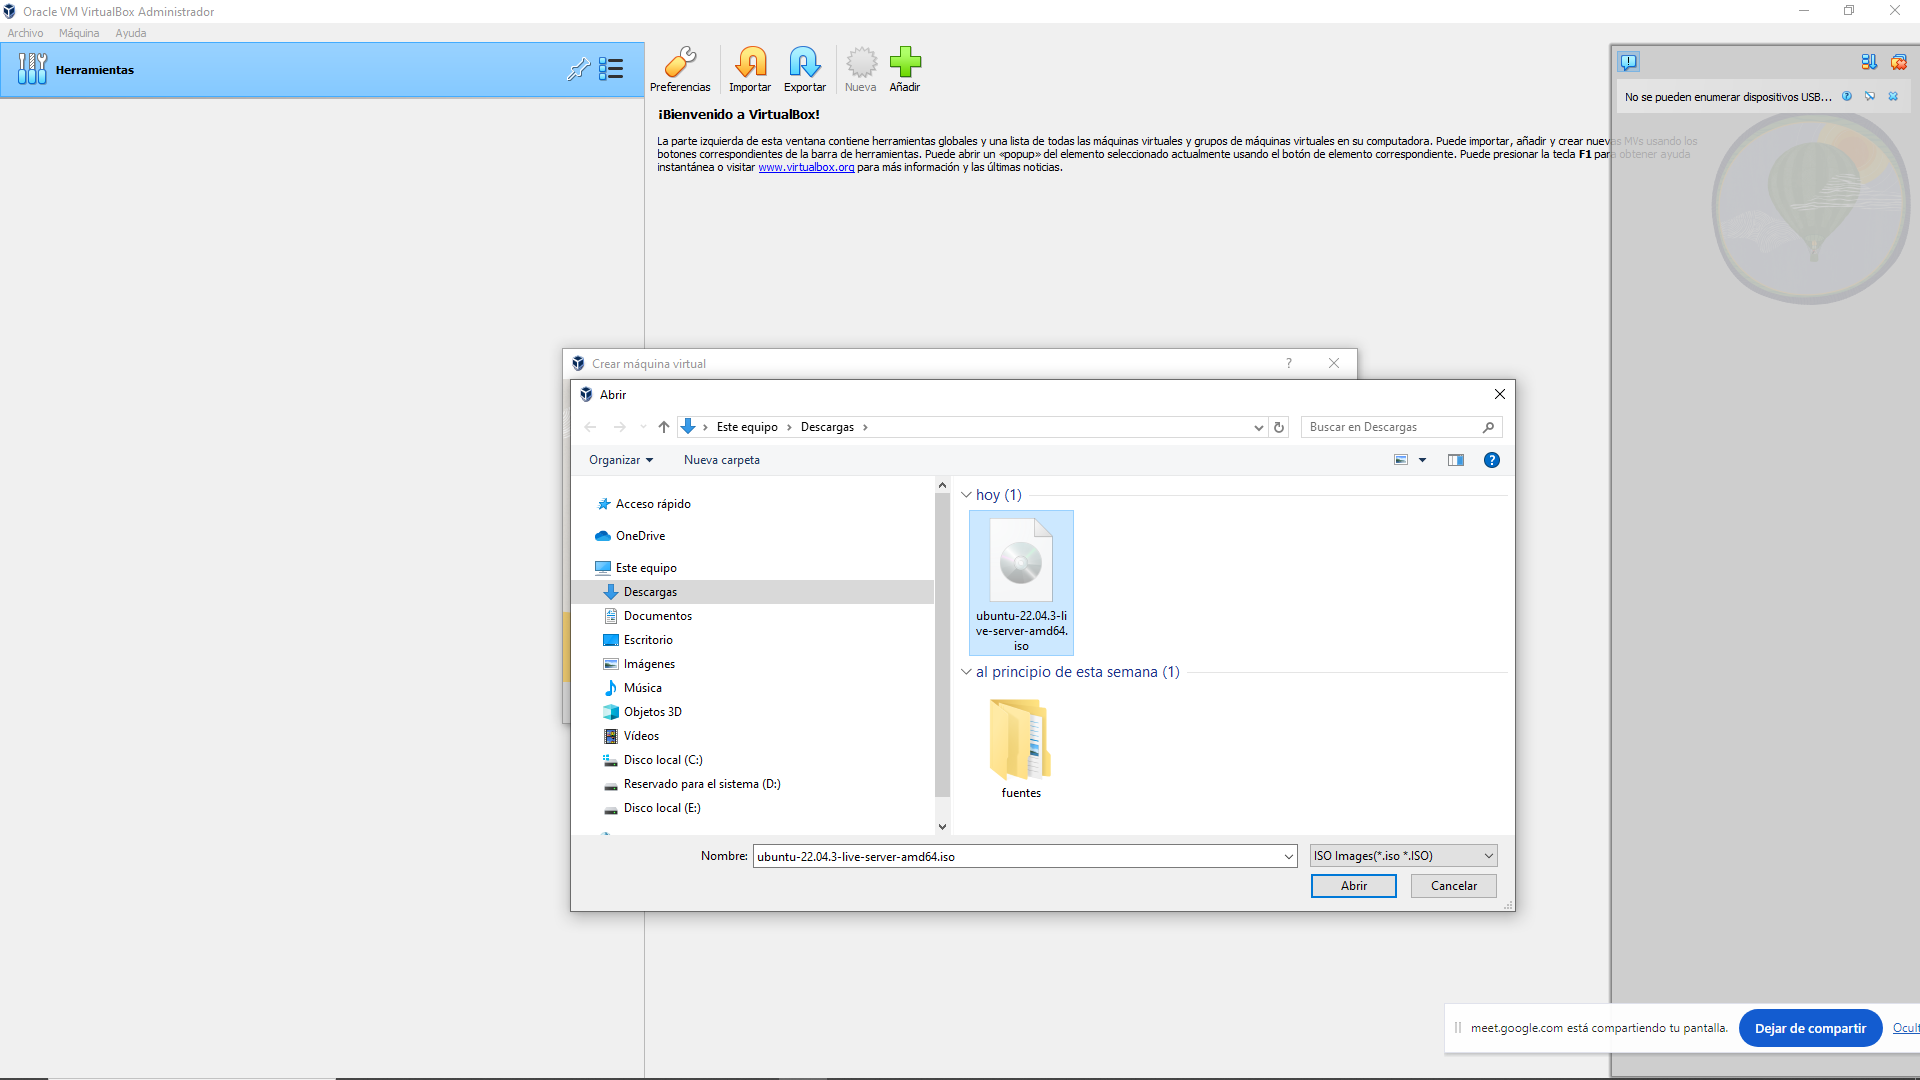 Oracle VM VirtualBox Administrador
Archivo Máquina Ayuda
Herramientas
Preferencias Importar Exportar Nueva Añadir
¡Bienvenido a VirtualBox!
La parte izquierda de esta ventana contiene herramientas globales y una lista de todas las máquinas virtuales y grupos de máquinas virtuales en su computadora. Puede importar, añadir y crear nuevas MVs usando los
botones correspondientes de la barra de herramientas. Puede abrir un «popup» del elemento seleccionado actualmente usando el botón de elemento correspondiente. Puede presionar la tecla F1 para obtener ayuda
instantánea o visitar www.virtualbox.org para más información y las últimas noticias.
No se pueden enumerar dispositivos USB...
Crear máquina virtual
?
Abrir
Este equipo Descargas
Buscar en Descargas
Organizar Nueva carpeta
Acceso rápido
OneDrive
Este equipo
Descargas
Documentos
Escritorio
Imágenes
Música
Objetos 3D
Vídeos
Disco local (C:)
Reservado para el sistema (D:)
Disco local (E:)
hoy (1)
ubuntu-22.04.3-li
ve-server-amd64.
iso
al principio de esta semana (1)
fuentes
Nombre: ubuntu-22.04.3-live-server-amd64.iso
ISO Images(*.iso *.ISO)
Abrir Cancelar
meet.google.com está compartiendo tu pantalla. Dejar de compartir Ocult